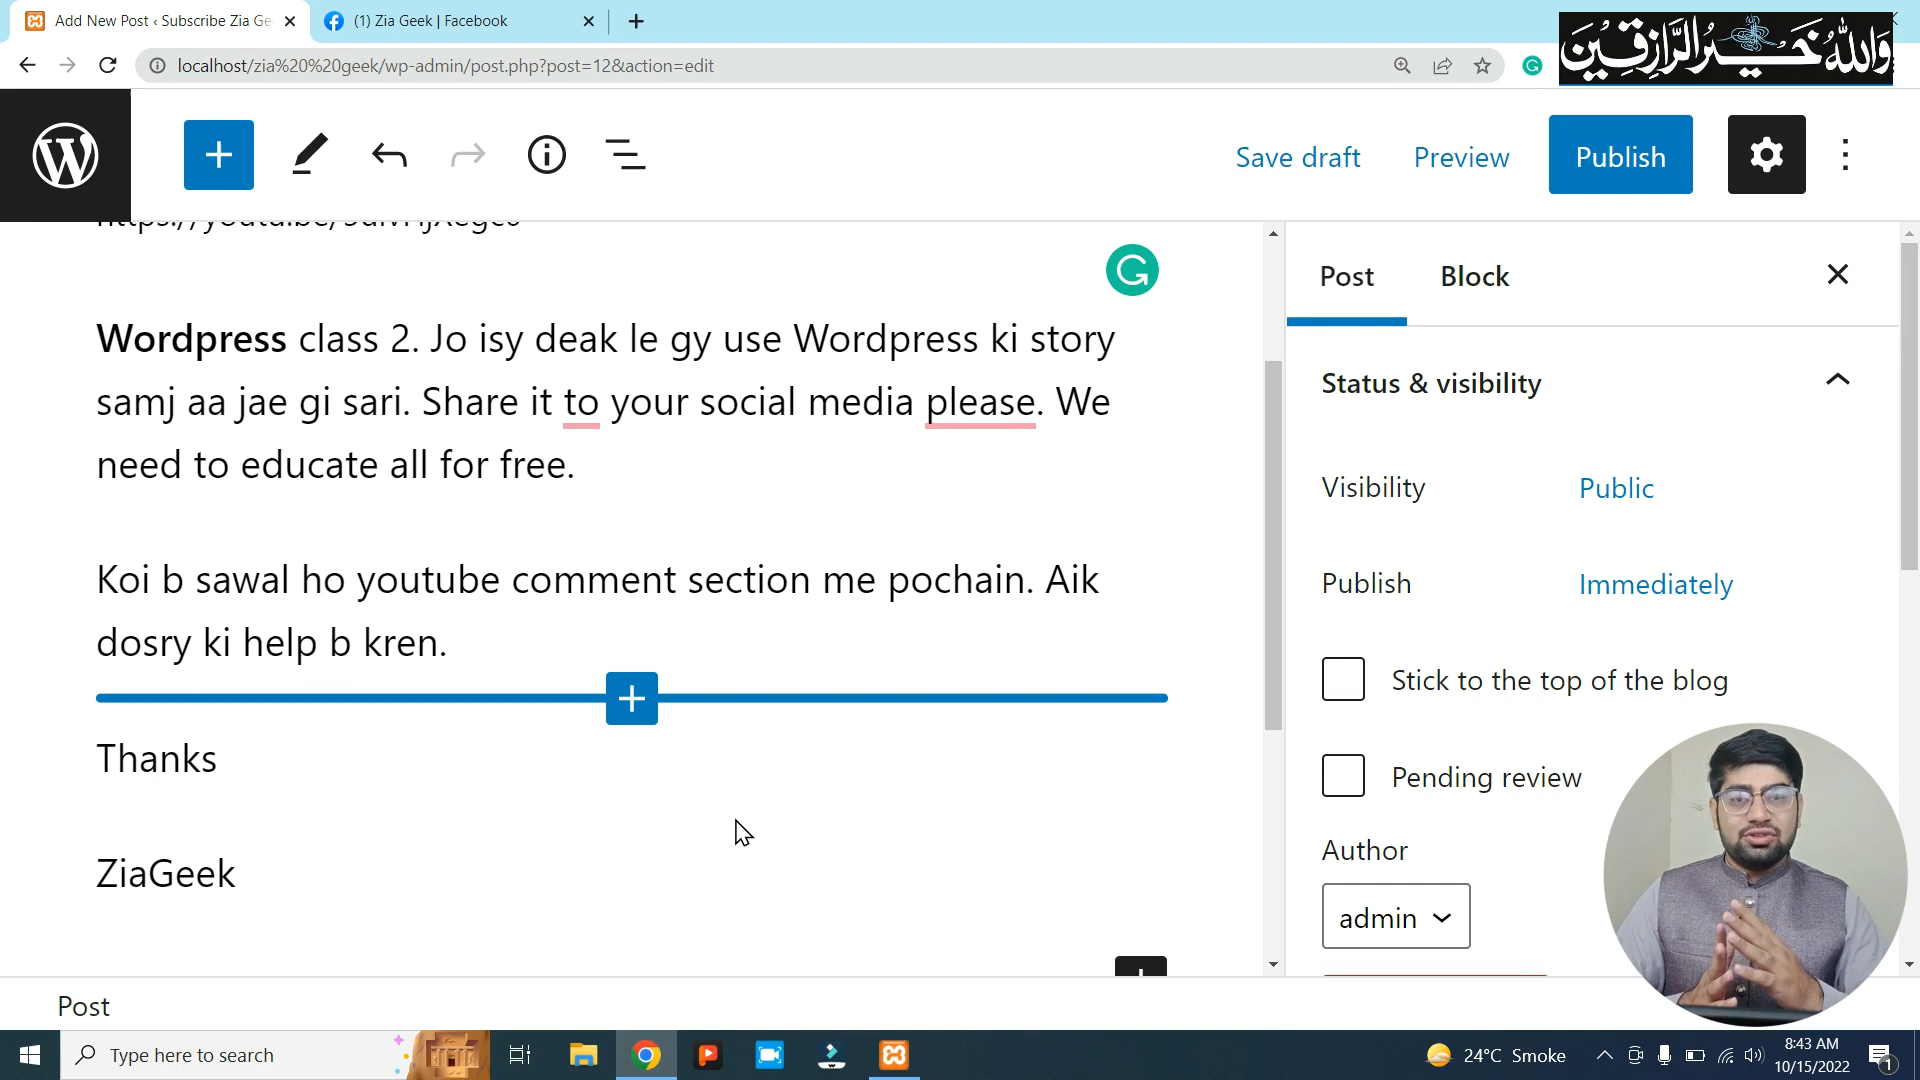 Add New Post ‹ Subscribe Zia Ge
(1) Zia Geek | Facebook
localhost/zia%20%20geek/wp-admin/post.php?post=12&action=edit
وَاللهُ خَيْرُ الرَّازِقِينَ
Save draft
Preview
Publish
Post
Block
Wordpress class 2. Jo isy deak le gy use Wordpress ki story
samj aa jae gi sari. Share it to your social media please. We
need to educate all for free.
Koi b sawal ho youtube comment section me pochain. Aik
dosry ki help b kren.
Thanks
ZiaGeek
Status & visibility
Visibility
Public
Publish
Immediately
Stick to the top of the blog
Pending review
Author
admin
Post
Type here to search
24°C Smoke
8:43 AM
10/15/2022
1